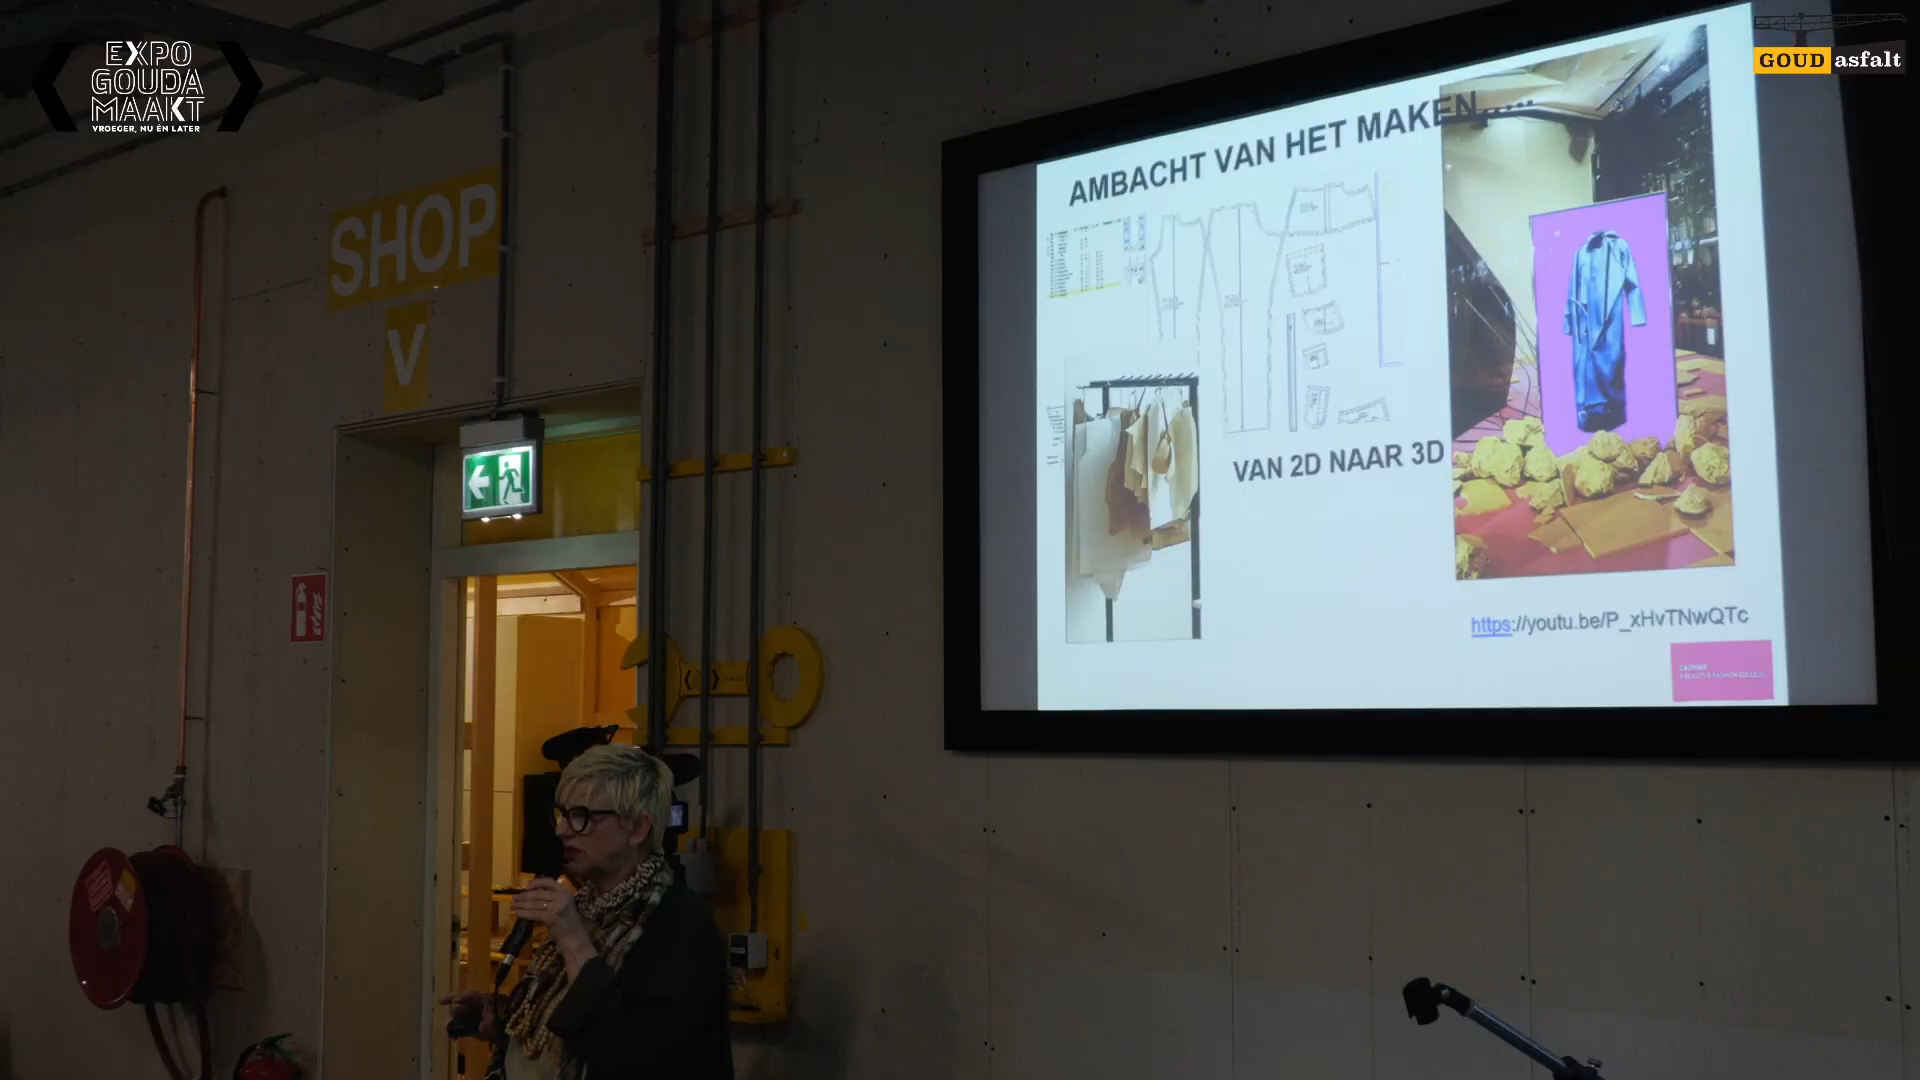 EXPO
GOUDA
MAAKT
VROEGER, NU ÉN LATER
GOUD asfalt
SHOP
V
AMBACHT VAN HET MAKEN.....
VAN 2D NAAR 3D
https://youtu.be/P_xHvTNwQTc